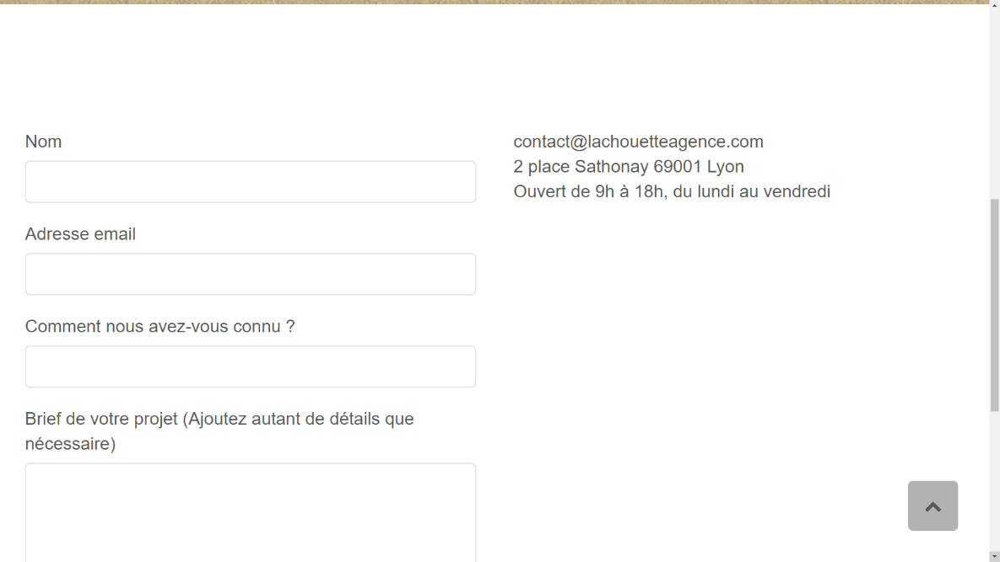 Nom
contact@lachouetteagence.com
2 place Sathonay 69001 Lyon
Ouvert de 9h à 18h, du lundi au vendredi
Adresse email
Comment nous avez-vous connu ?
Brief de votre projet (Ajoutez autant de détails que
nécessaire)